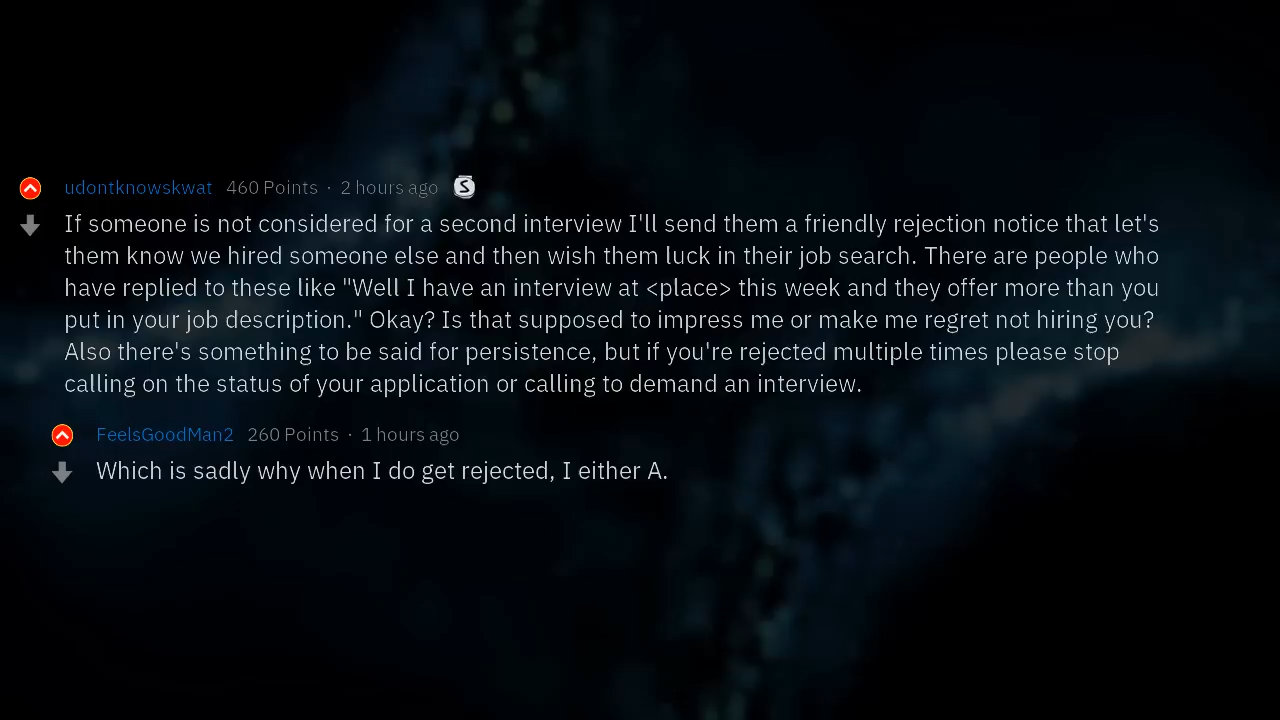 udontknowskwat 460 Points · 2 hours ago
If someone is not considered for a second interview I'll send them a friendly rejection notice that let's
them know we hired someone else and then wish them luck in their job search. There are people who
have replied to these like "Well I have an interview at <place> this week and they offer more than you
put in your job description." Okay? Is that supposed to impress me or make me regret not hiring you?
Also there's something to be said for persistence, but if you're rejected multiple times please stop
calling on the status of your application or calling to demand an interview.
FeelsGoodMan2 260 Points · 1 hours ago
Which is sadly why when I do get rejected, I either A.